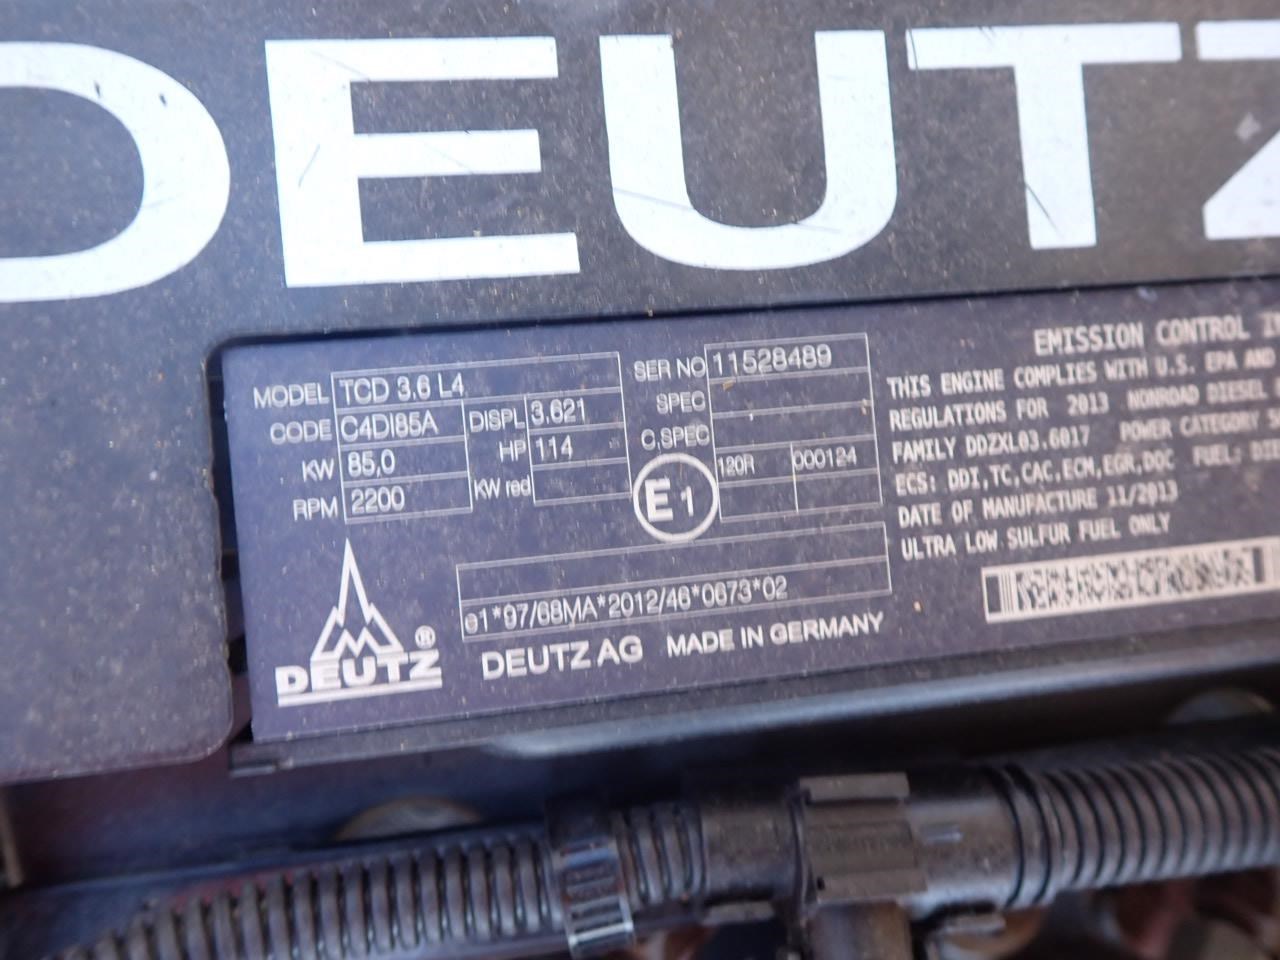 DEUTZ
MODEL TCD 3,6 L4
CODE C4DI85A DISPL 3,621
KW 85,0 HP 114
RPM 2200 KW red
SER NO 11528489
SPEC
C.SPEC
E1 120R 000124
e1*97/68MA*2012/46*0673*02
DEUTZ AG MADE IN GERMANY
DEUTZ®
EMISSION CONTROL
THIS ENGINE COMPLIES WITH U.S. EPA AND
REGULATIONS FOR 2013 NONROAD DIESEL
FAMILY DDZXL03.6017 POWER CATEGORY
ECS: DDI,TC,CAC,ECM,EGR,DOC FUEL:
DATE OF MANUFACTURE 11/2013
ULTRA LOW SULFUR FUEL ONLY